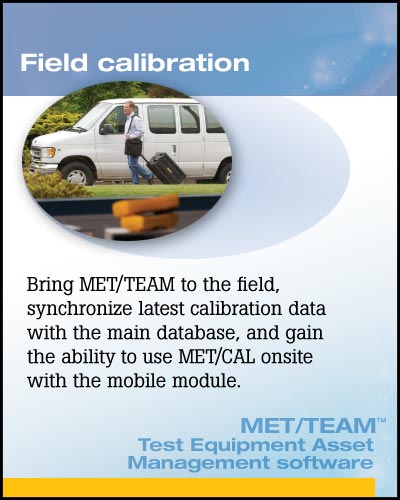 Field calibration
Bring MET/TEAM to the field,
synchronize latest calibration data
with the main database, and gain
the ability to use MET/CAL onsite
with the mobile module.
MET/TEAM™
Test Equipment Asset
Management software